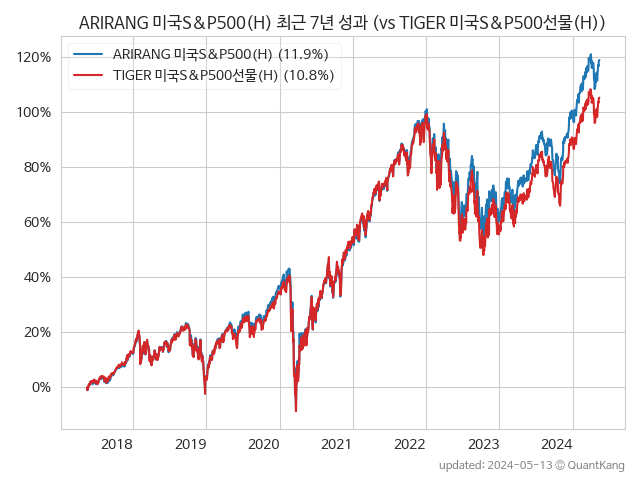 ARIRANG 미국S&P500(H) 최근 7년 성과 (vs TIGER 미국S&P500선물(H))
ARIRANG 미국S&P500(H) (11.9%)
TIGER 미국S&P500선물(H) (10.8%)
120%
100%
80%
60%
40%
20%
0%
2018 2019 2020 2021 2022 2023 2024
updated: 2024-05-13 © QuantKang